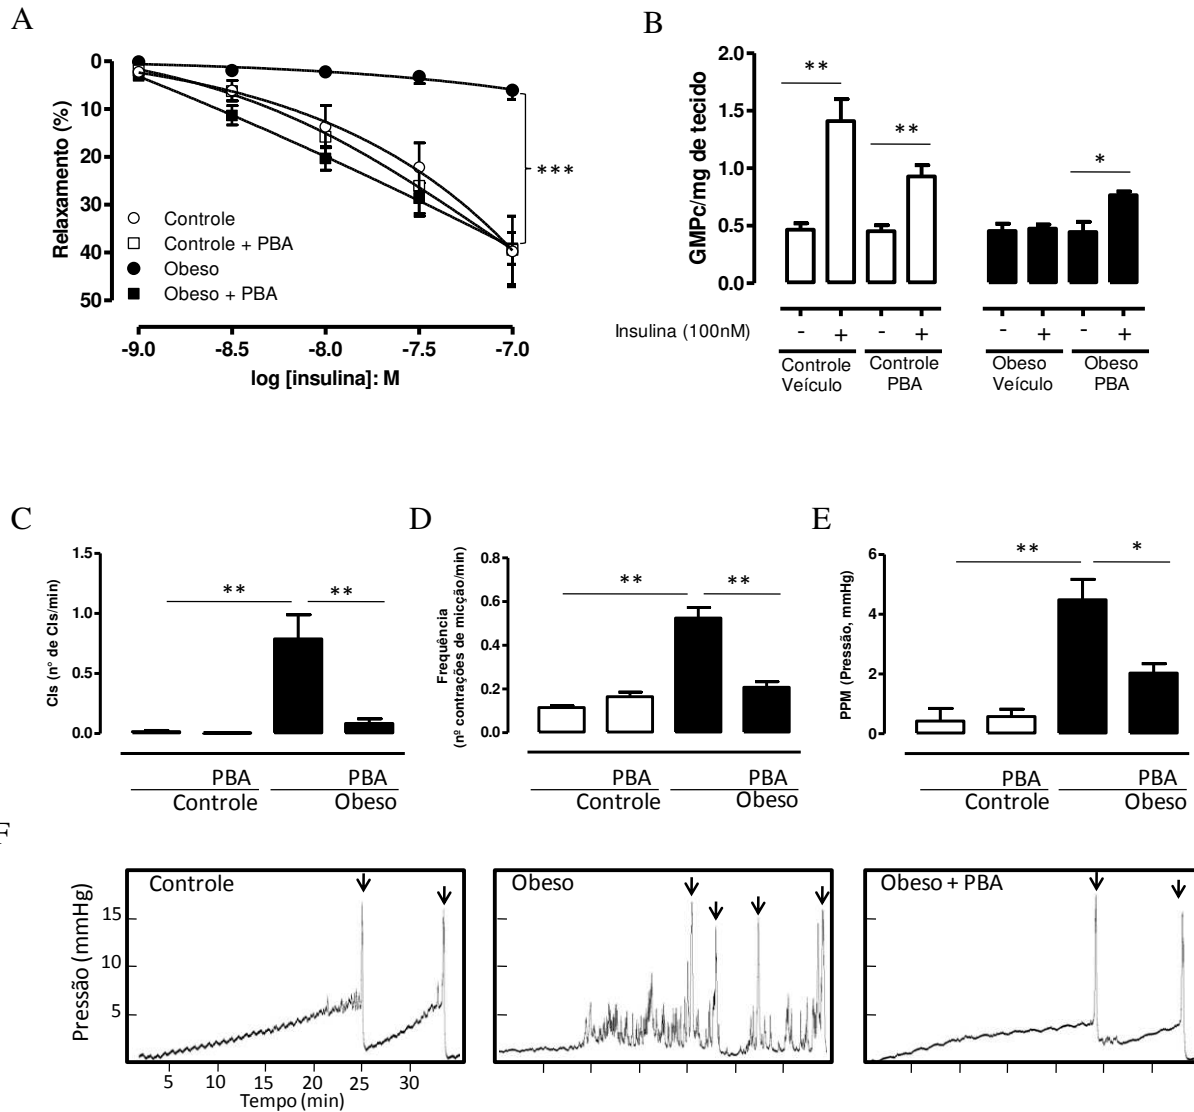 A
0
10
20
30
40
50
Relaxamento (%)
Controle
Controle + PBA
Obeso
Obeso + PBA
***
-9.0 -8.5 -8.0 -7.5 -7.0
log [insulina]: M
B
2.0
1.5
1.0
0.5
0.0
GMPc/mg de tecido
** ** *
Insulina (100nM) - + - + - + - +
Controle Veículo
Controle PBA
Obeso Veículo
Obeso PBA
C
1.5
1.0
0.5
0.0
CIs (n° de CIs/min)
** **
PBA PBA
Controle Obeso
D
0.8
0.6
0.4
0.2
0.0
Frequência
(nº contrações de micção/min)
** **
PBA PBA
Controle Obeso
E
6
4
2
0
PPM (Pressão, mmHg)
** *
PBA PBA
Controle Obeso
F
Pressão (mmHg)
15
10
5
Controle
Obeso
Obeso + PBA
5 10 15 20 25 30
Tempo (min)